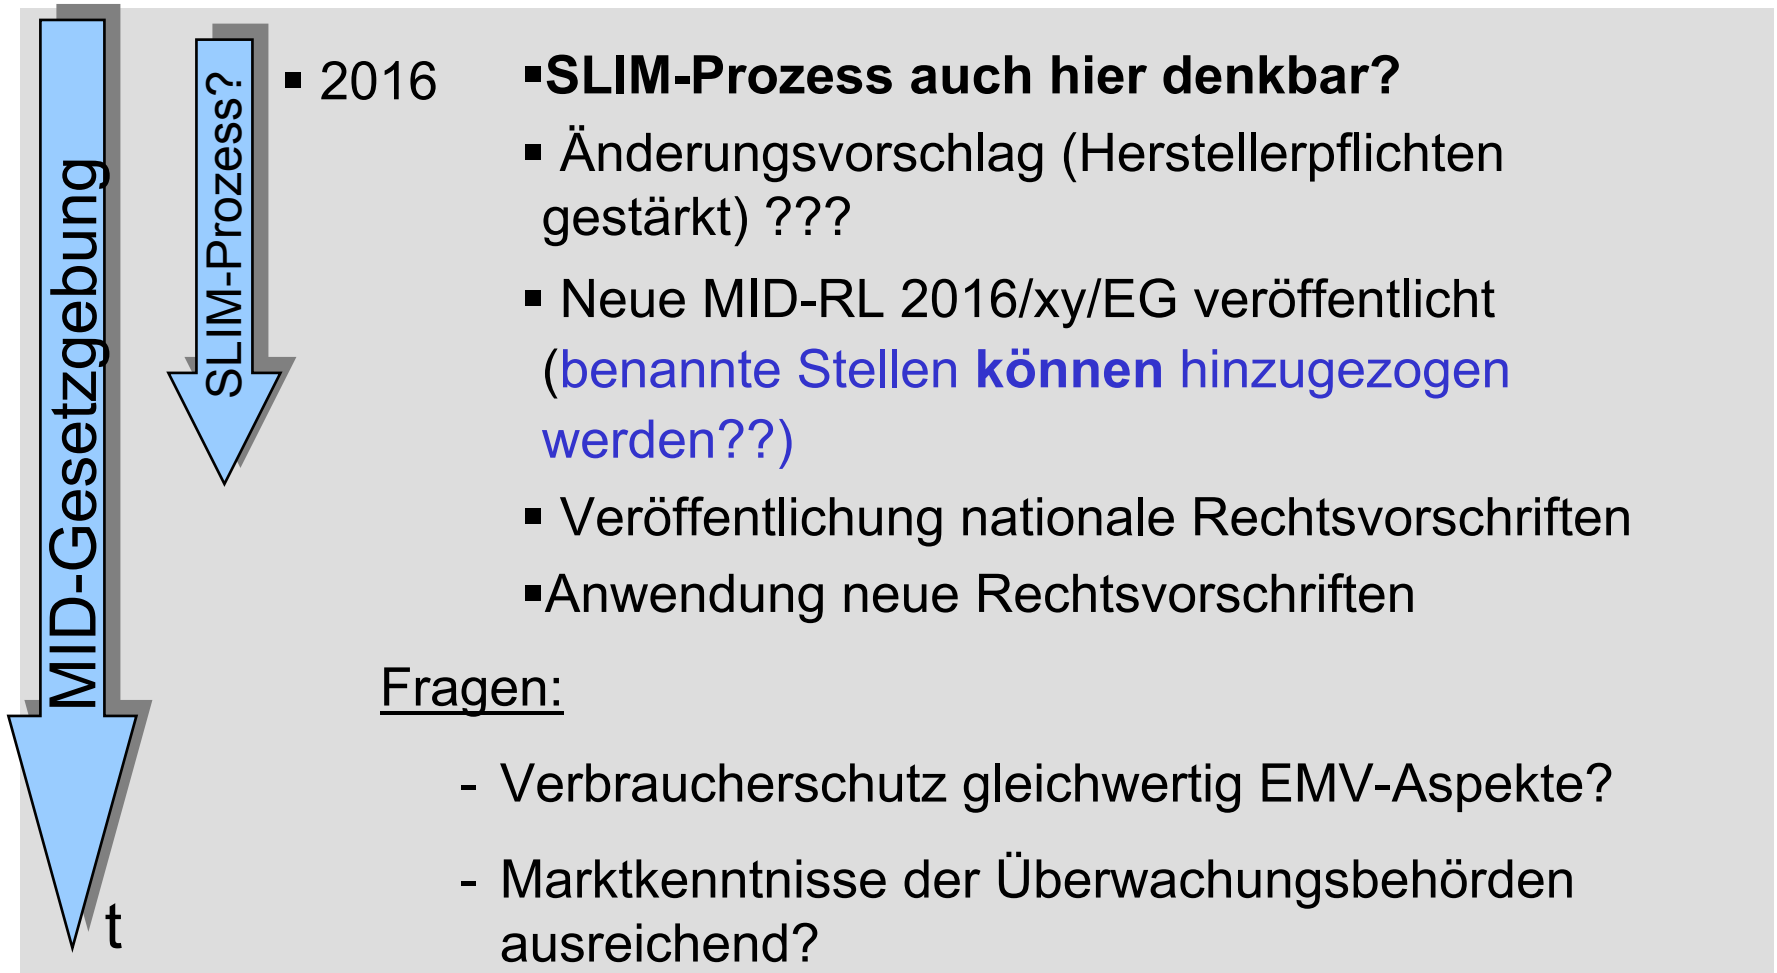 MID-Gesetzgebung
SLIM-Prozess?
▪ 2016
▪SLIM-Prozess auch hier denkbar?
▪ Änderungsvorschlag (Herstellerpflichten
gestärkt) ???
▪ Neue MID-RL 2016/xy/EG veröffentlicht
(benannte Stellen können hinzugezogen
werden??)
▪ Veröffentlichung nationale Rechtsvorschriften
▪Anwendung neue Rechtsvorschriften
Fragen:
- Verbraucherschutz gleichwertig EMV-Aspekte?
- Marktkenntnisse der Überwachungsbehörden
ausreichend?
t